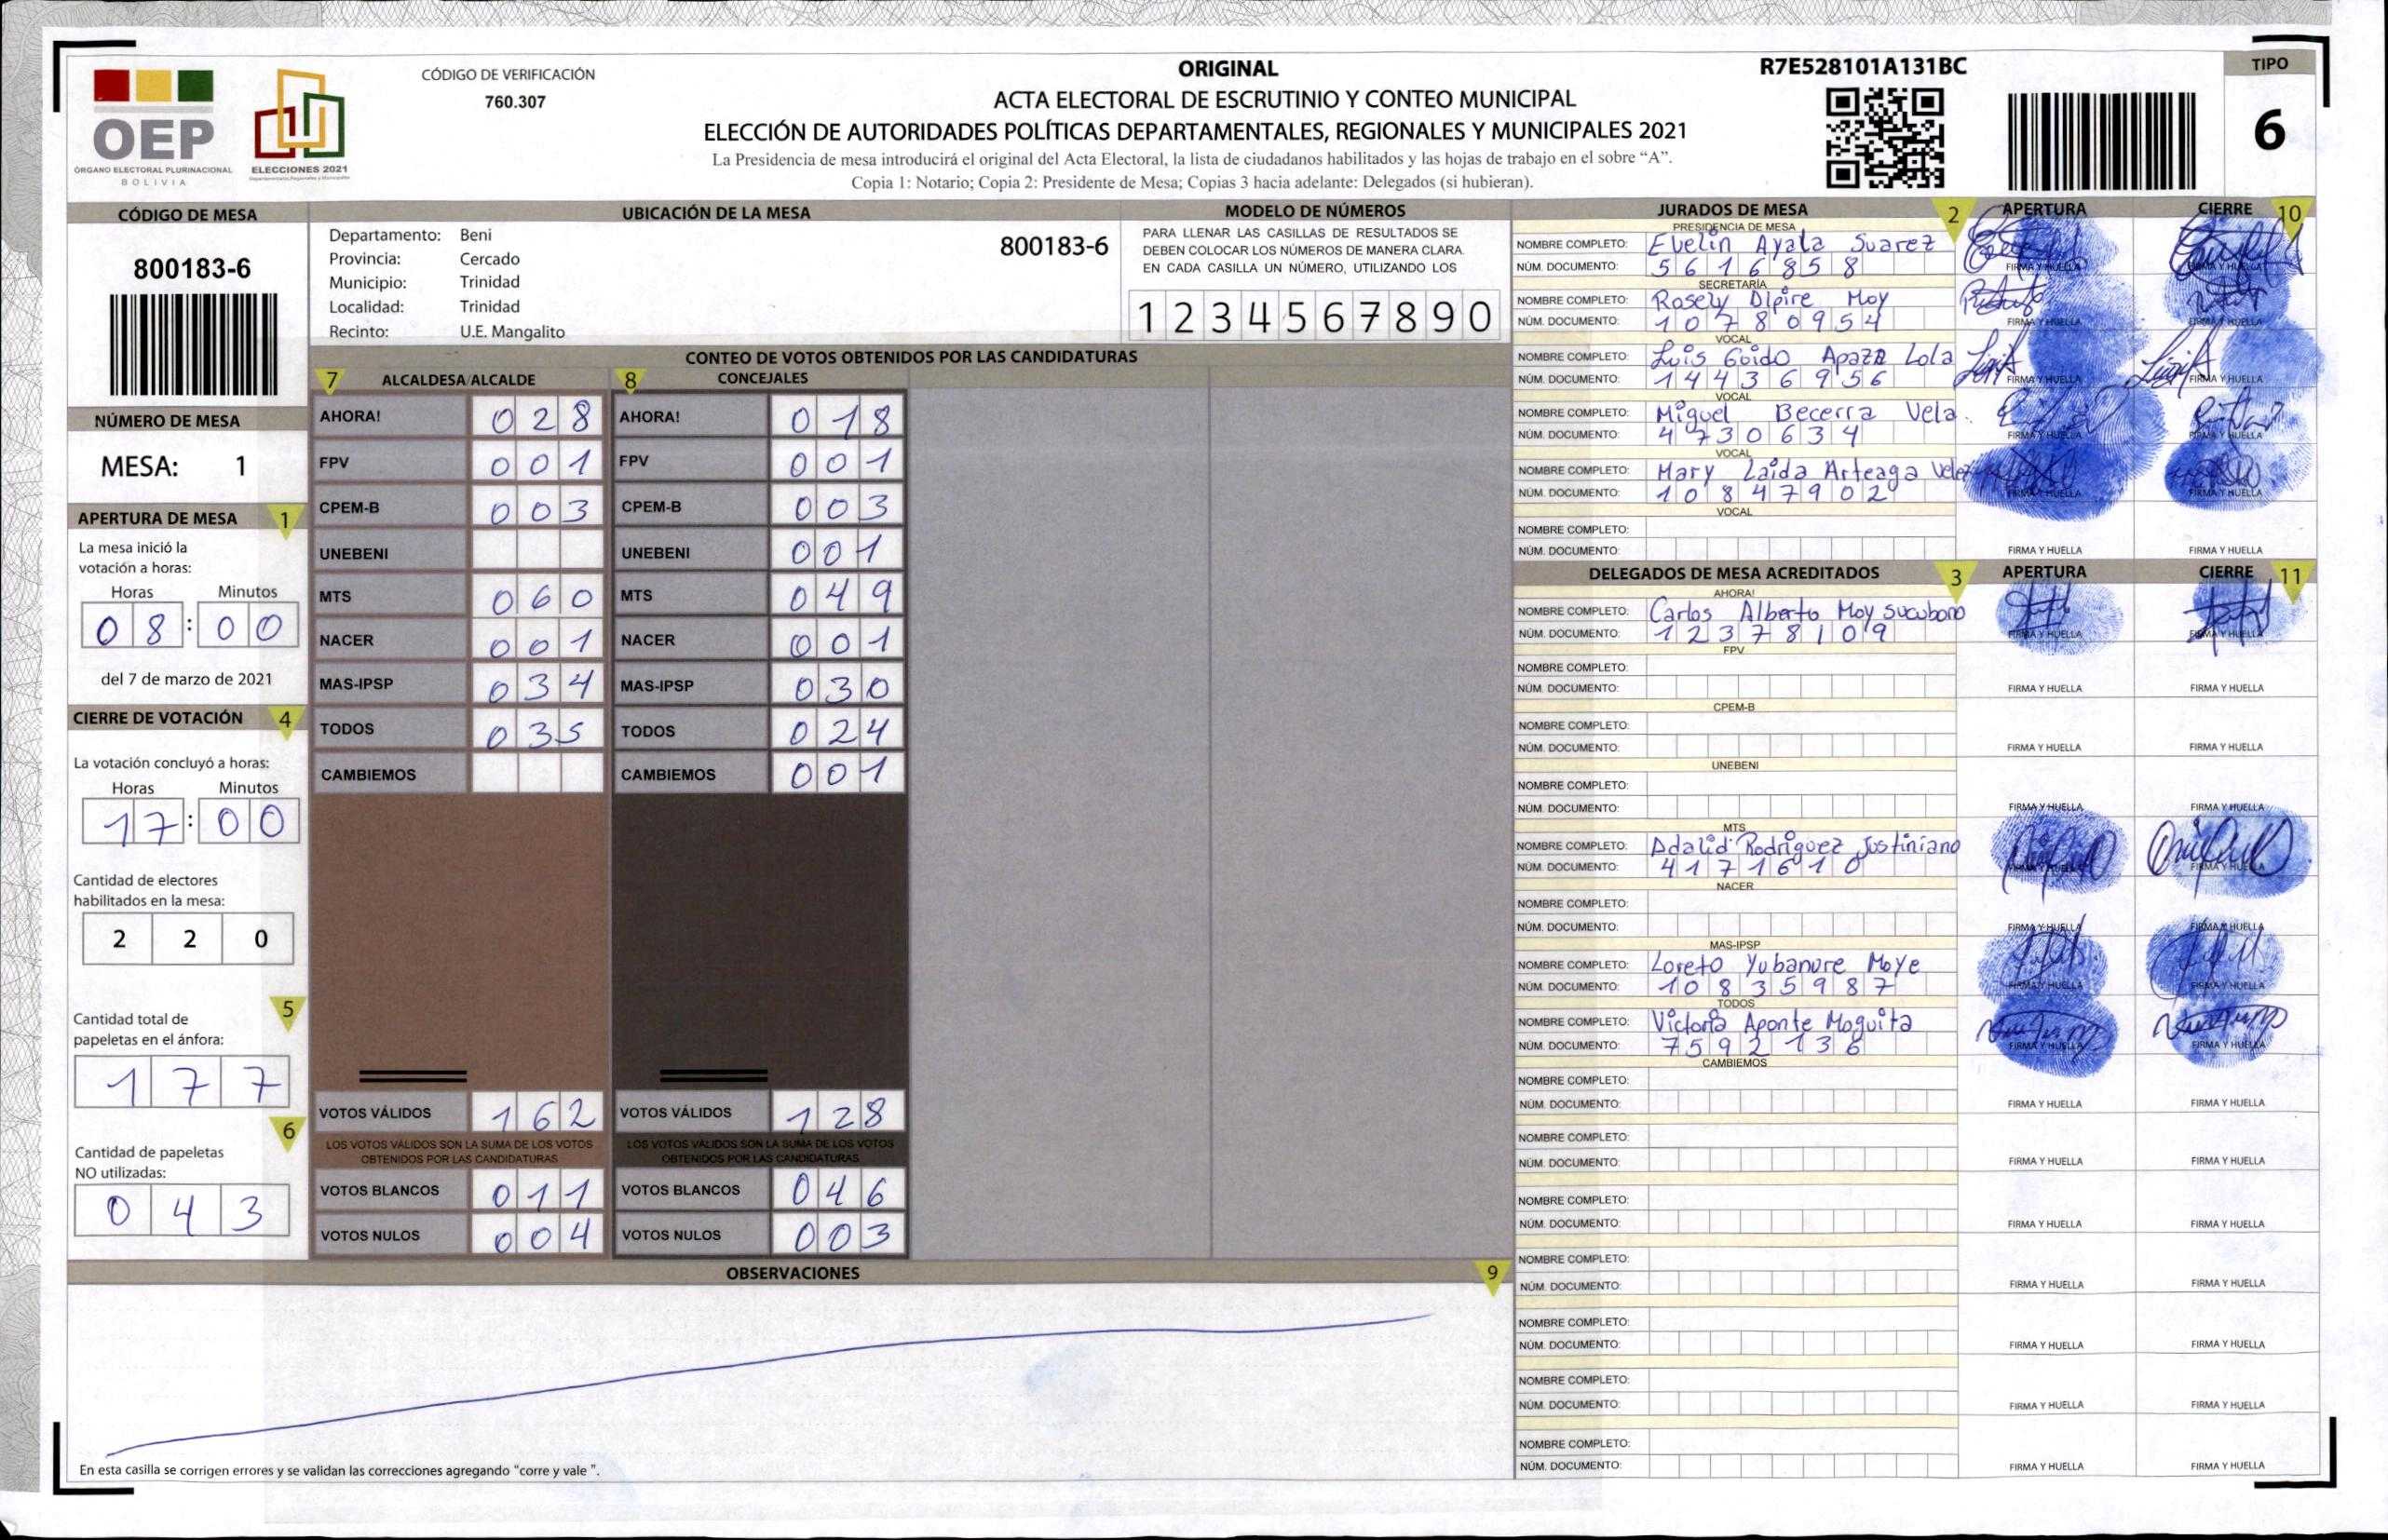 CÓDIGO DE VERIFICACIÓN
760.307
OEP
ÓRGANO ELECTORAL PLURINACIONAL
BOLIVIA
ELECCIONES 2021
ORIGINAL
ACTA ELECTORAL DE ESCRUTINIO Y CONTEO MUNICIPAL
ELECCIÓN DE AUTORIDADES POLÍTICAS DEPARTAMENTALES, REGIONALES Y MUNICIPALES 2021
La Presidencia de mesa introducirá el original del Acta Electoral, la lista de ciudadanos habilitados y las hojas de trabajo en el sobre “A”.
Copia 1: Notario; Copia 2: Presidente de Mesa; Copias 3 hacia adelante: Delegados (si hubieran).
R7E528101A131BC
TIPO
6
CÓDIGO DE MESA
800183-6
NÚMERO DE MESA
MESA: 1
APERTURA DE MESA 1
La mesa inició la
votación a horas:
Horas Minutos
08:00
del 7 de marzo de 2021
CIERRE DE VOTACIÓN 4
La votación concluyó a horas:
Horas Minutos
17:00
Cantidad de electores
habilitados en la mesa:
2 2 0
5
Cantidad total de
papeletas en el ánfora:
1 7 7
6
Cantidad de papeletas
NO utilizadas:
0 4 3
UBICACIÓN DE LA MESA
Departamento: Beni
Provincia: Cercado
Municipio: Trinidad
Localidad: Trinidad
Recinto: U.E. Mangalito
800183-6
MODELO DE NÚMEROS
PARA LLENAR LAS CASILLAS DE RESULTADOS SE
DEBEN COLOCAR LOS NÚMEROS DE MANERA CLARA.
EN CADA CASILLA UN NÚMERO, UTILIZANDO LOS
1 2 3 4 5 6 7 8 9 0
CONTEO DE VOTOS OBTENIDOS POR LAS CANDIDATURAS
7 ALCALDESA/ALCALDE
AHORA! 028
FPV 001
CPEM-B 003
UNEBENI
MTS 060
NACER 001
MAS-IPSP 034
TODOS 035
CAMBIEMOS
VOTOS VÁLIDOS 162
LOS VOTOS VÁLIDOS SON LA SUMA DE LOS VOTOS
OBTENIDOS POR LAS CANDIDATURAS
VOTOS BLANCOS 011
VOTOS NULOS 004
8 CONCEJALES
AHORA! 018
FPV 001
CPEM-B 003
UNEBENI 001
MTS 049
NACER 001
MAS-IPSP 030
TODOS 024
CAMBIEMOS 001
VOTOS VÁLIDOS 128
LOS VOTOS VÁLIDOS SON LA SUMA DE LOS VOTOS
OBTENIDOS POR LAS CANDIDATURAS
VOTOS BLANCOS 046
VOTOS NULOS 003
OBSERVACIONES 9
En esta casilla se corrigen errores y se validan las correcciones agregando "corre y vale ".
JURADOS DE MESA 2 APERTURA CIERRE 10
PRESIDENCIA DE MESA
NOMBRE COMPLETO: Evelin Ayala Suarez
NÚM. DOCUMENTO: 5616858 FIRMA Y HUELLA FIRMA Y HUELLA
SECRETARÍA
NOMBRE COMPLETO: Rosely Dipire Moy
NÚM. DOCUMENTO: 10780954 FIRMA Y HUELLA FIRMA Y HUELLA
VOCAL
NOMBRE COMPLETO: Luis Guido Apaza Lola
NÚM. DOCUMENTO: 14436956 FIRMA Y HUELLA FIRMA Y HUELLA
VOCAL
NOMBRE COMPLETO: Miguel Becerra Vela.
NÚM. DOCUMENTO: 4730634 FIRMA Y HUELLA FIRMA Y HUELLA
VOCAL
NOMBRE COMPLETO: Mary Laida Arteaga Velez
NÚM. DOCUMENTO: 10847902 FIRMA Y HUELLA FIRMA Y HUELLA
VOCAL
NOMBRE COMPLETO:
NÚM. DOCUMENTO: FIRMA Y HUELLA FIRMA Y HUELLA
DELEGADOS DE MESA ACREDITADOS 3 APERTURA CIERRE 11
AHORA!
NOMBRE COMPLETO: Carlos Alberto Moy sucubono
NÚM. DOCUMENTO: 12378109 FIRMA Y HUELLA FIRMA Y HUELLA
FPV
NOMBRE COMPLETO:
NÚM. DOCUMENTO: FIRMA Y HUELLA FIRMA Y HUELLA
CPEM-B
NOMBRE COMPLETO:
NÚM. DOCUMENTO: FIRMA Y HUELLA FIRMA Y HUELLA
UNEBENI
NOMBRE COMPLETO:
NÚM. DOCUMENTO: FIRMA Y HUELLA FIRMA Y HUELLA
MTS
NOMBRE COMPLETO: Adalid Rodriguez Justiniano
NÚM. DOCUMENTO: 4171610 FIRMA Y HUELLA FIRMA Y HUELLA
NACER
NOMBRE COMPLETO:
NÚM. DOCUMENTO: FIRMA Y HUELLA FIRMA Y HUELLA
MAS-IPSP
NOMBRE COMPLETO: Loreto Yubanure Moye
NÚM. DOCUMENTO: 10835987 FIRMA Y HUELLA FIRMA Y HUELLA
TODOS
NOMBRE COMPLETO: Victoria Aponte Moguita
NÚM. DOCUMENTO: 7592136 FIRMA Y HUELLA FIRMA Y HUELLA
CAMBIEMOS
NOMBRE COMPLETO:
NÚM. DOCUMENTO: FIRMA Y HUELLA FIRMA Y HUELLA
NOMBRE COMPLETO:
NÚM. DOCUMENTO: FIRMA Y HUELLA FIRMA Y HUELLA
NOMBRE COMPLETO:
NÚM. DOCUMENTO: FIRMA Y HUELLA FIRMA Y HUELLA
NOMBRE COMPLETO:
NÚM. DOCUMENTO: FIRMA Y HUELLA FIRMA Y HUELLA
NOMBRE COMPLETO:
NÚM. DOCUMENTO: FIRMA Y HUELLA FIRMA Y HUELLA
NOMBRE COMPLETO:
NÚM. DOCUMENTO: FIRMA Y HUELLA FIRMA Y HUELLA
NOMBRE COMPLETO:
NÚM. DOCUMENTO: FIRMA Y HUELLA FIRMA Y HUELLA